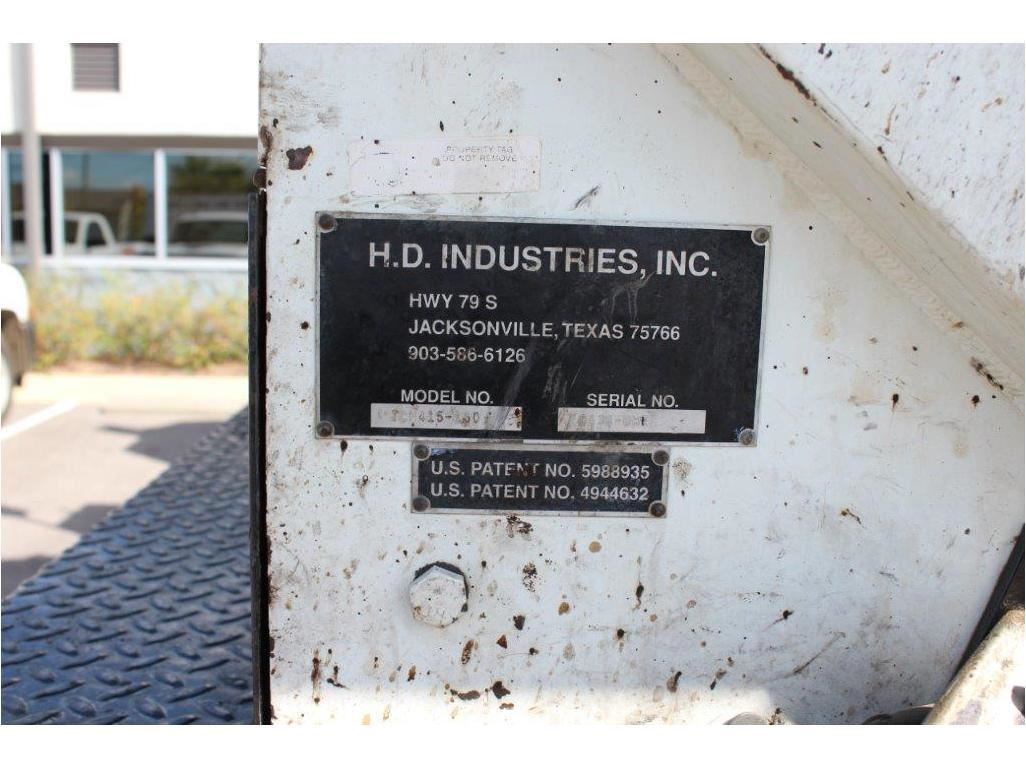 PROPERTY TAG
DO NOT REMOVE
H.D. INDUSTRIES, INC.
HWY 79 S
JACKSONVILLE, TEXAS 75766
903-586-6126
MODEL NO.
SERIAL NO.
U.S. PATENT NO. 5988935
U.S. PATENT NO. 4944632